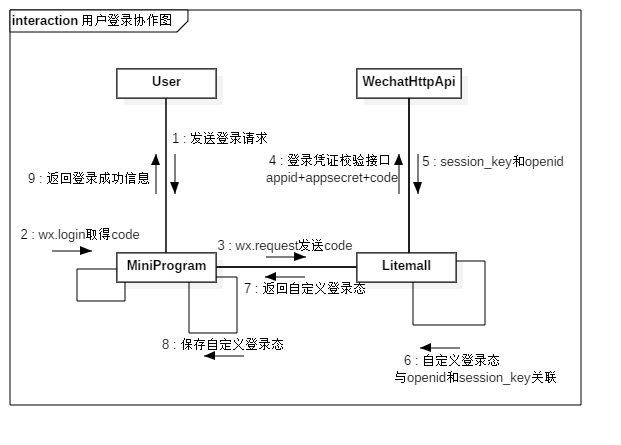 interaction 用户登录协作图
User
WechatHttpApi
1 : 发送登录请求
4 : 登录凭证校验接口
appid+appsecret+code
5 : session_key和openid
9 : 返回登录成功信息
2 : wx.login取得code
3 : wx.request发送code
MiniProgram
Litemall
7 : 返回自定义登录态
8 : 保存自定义登录态
6 : 自定义登录态
与openid和session_key关联